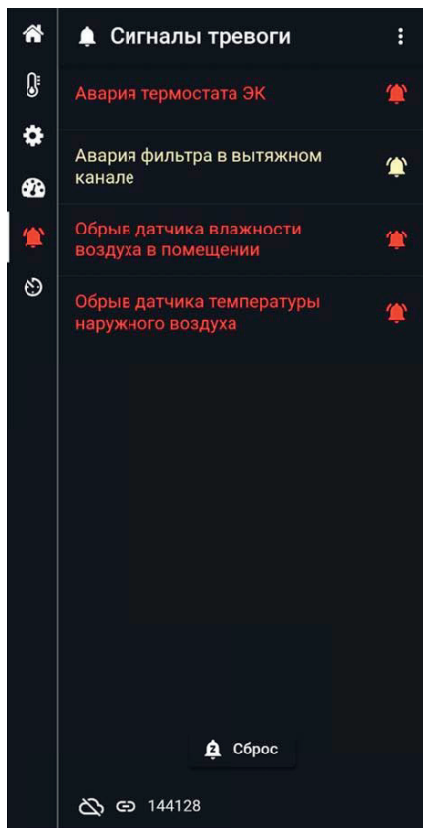 Сигналы тревоги
Авария термостата ЭК
Авария фильтра в вытяжном
канале
Обрыв датчика влажности
воздуха в помещении
Обрыв датчика температуры
наружного воздуха
Сброс
144128